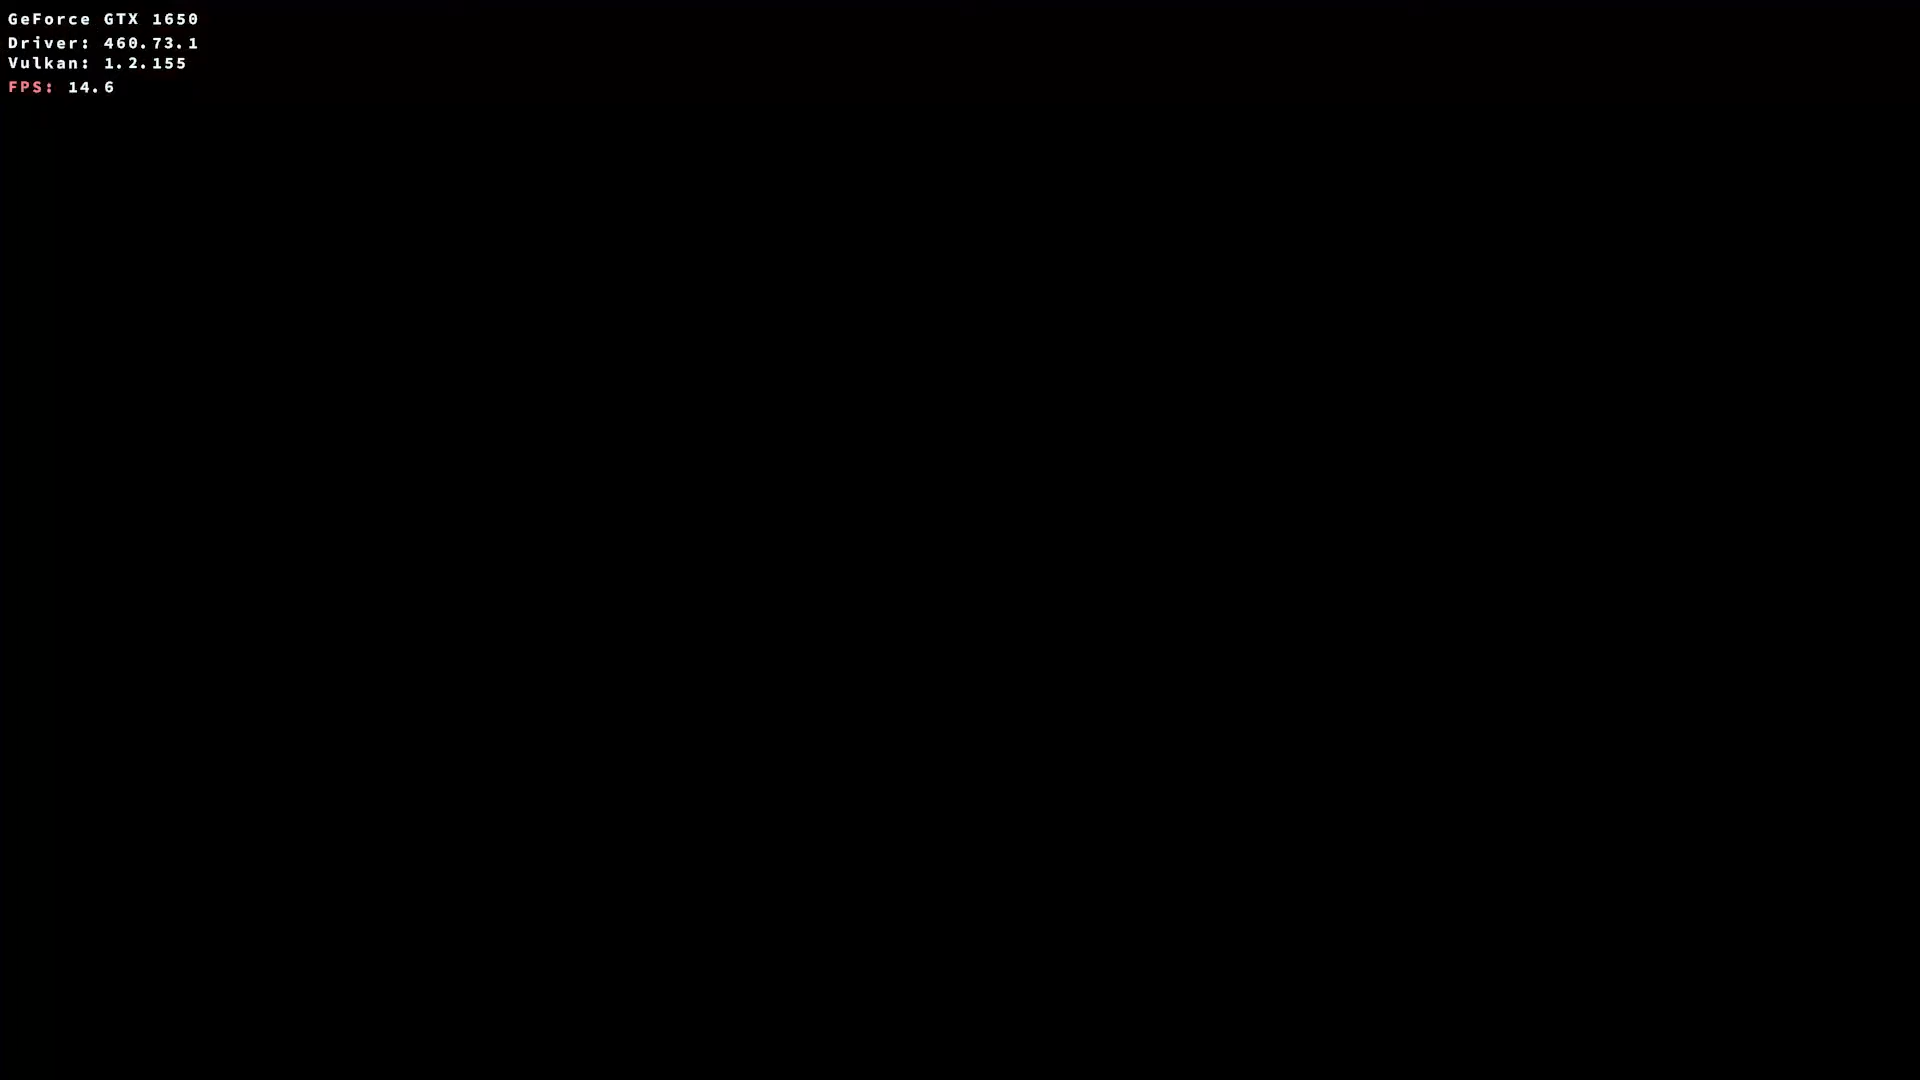 GeForce GTX 1650
Driver: 460.73.1
Vulkan: 1.2.155
FPS: 14.6